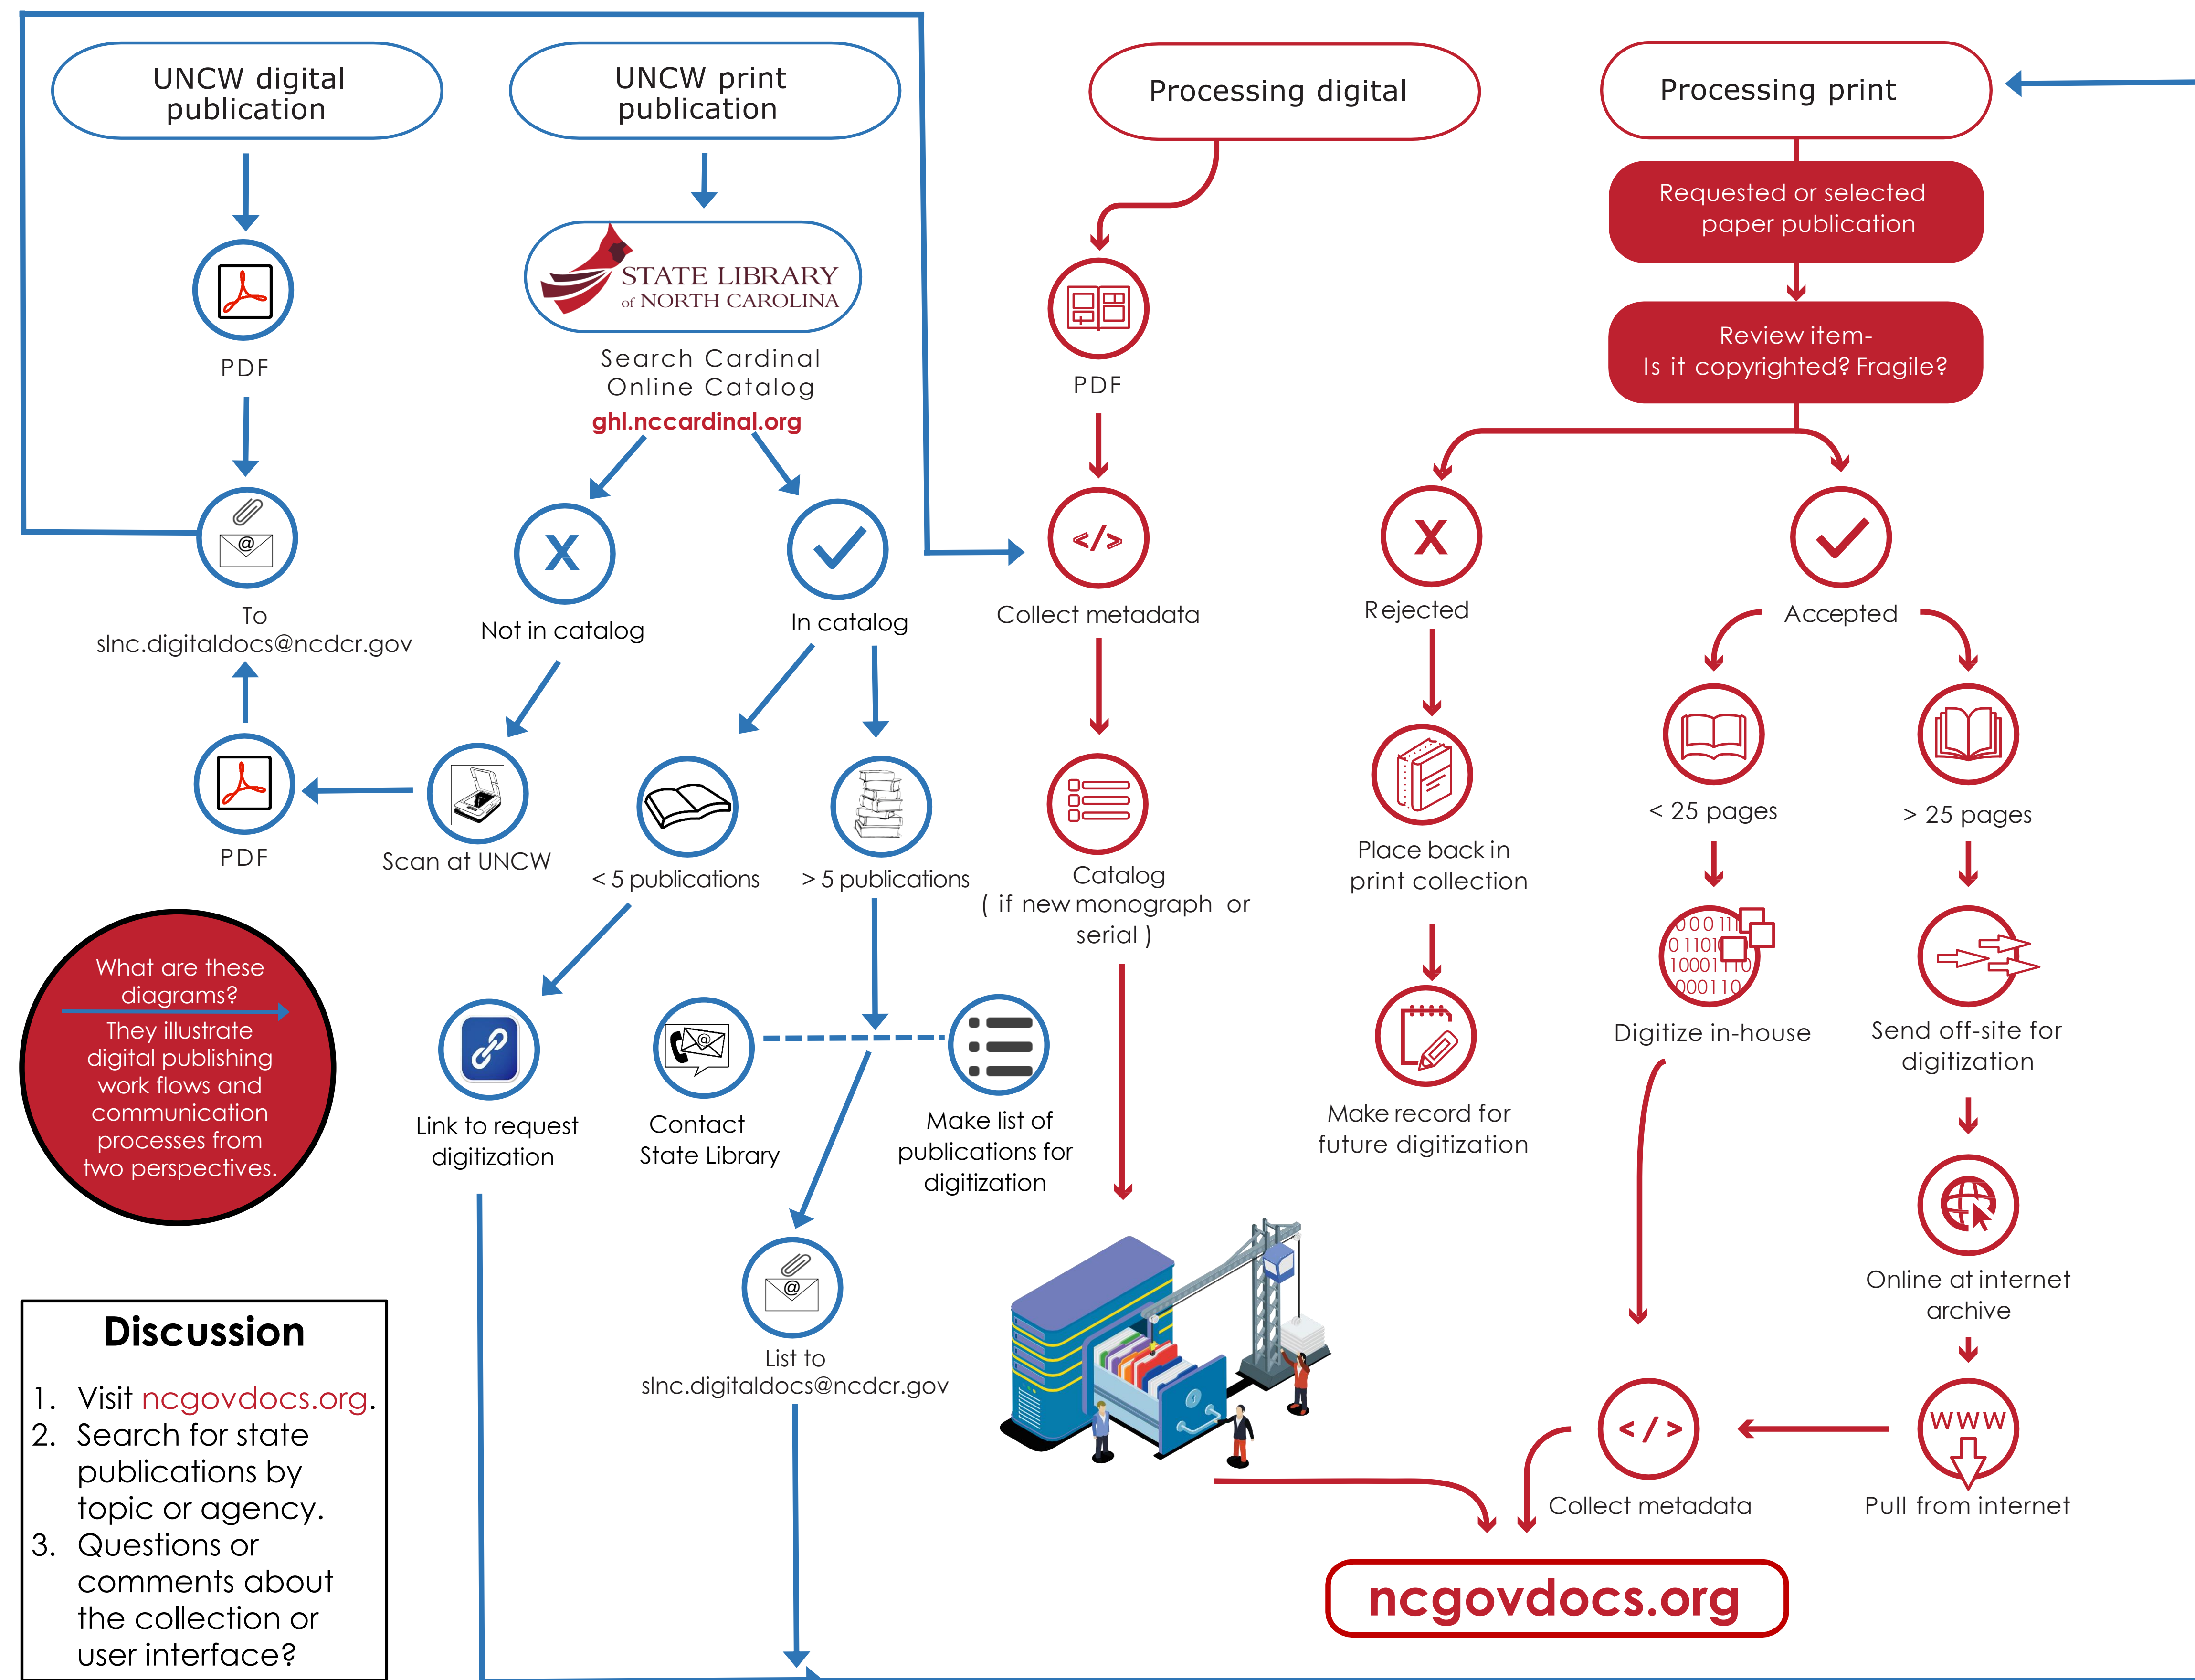 UNCW digital
publication
PDF
To
slnc.digitaldocs@ncdcr.gov
PDF
UNCW print
publication
STATE LIBRARY
of NORTH CAROLINA
Search Cardinal
Online Catalog
ghl.nccardinal.org
X
Not in catalog
In catalog
Scan at UNCW
< 5 publications
> 5 publications
Link to request
digitization
Contact
State Library
Make list of
publications for
digitization
@
@
@
List to
slnc.digitaldocs@ncdcr.gov
What are these
diagrams?
They illustrate
digital publishing
work flows and
communication
processes from
two perspectives.
Discussion
1. Visit ncgovdocs.org.
2. Search for state
publications by
topic or agency.
3. Questions or
comments about
the collection or
user interface?
Processing digital
PDF
</>
Collect metadata
Catalog
( if new monograph or
serial )
Processing print
Requested or selected
paper publication
Review item-
Is it copyrighted? Fragile?
X
Rejected
Place back in
print collection
Make record for
future digitization
Accepted
< 25 pages
> 25 pages
Digitize in-house
Send off-site for
digitization
Online at internet
archive
WWW
Pull from internet
</>
Collect metadata
ncgovdocs.org